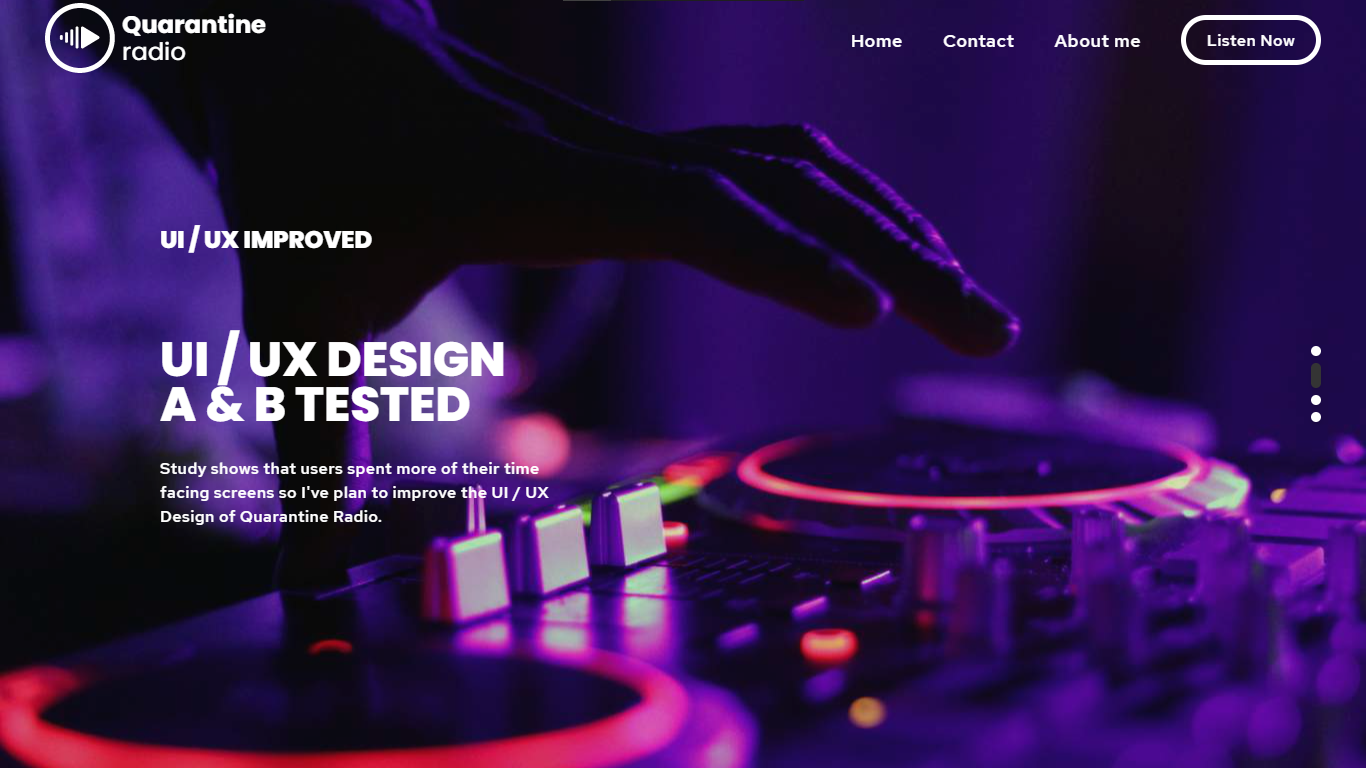 Quarantine
radio
Home
Contact
About me
Listen Now
UI / UX IMPROVED
UI / UX DESIGN
A & B TESTED
Study shows that users spent more of their time
facing screens so I've plan to improve the UI / UX
Design of Quarantine Radio.